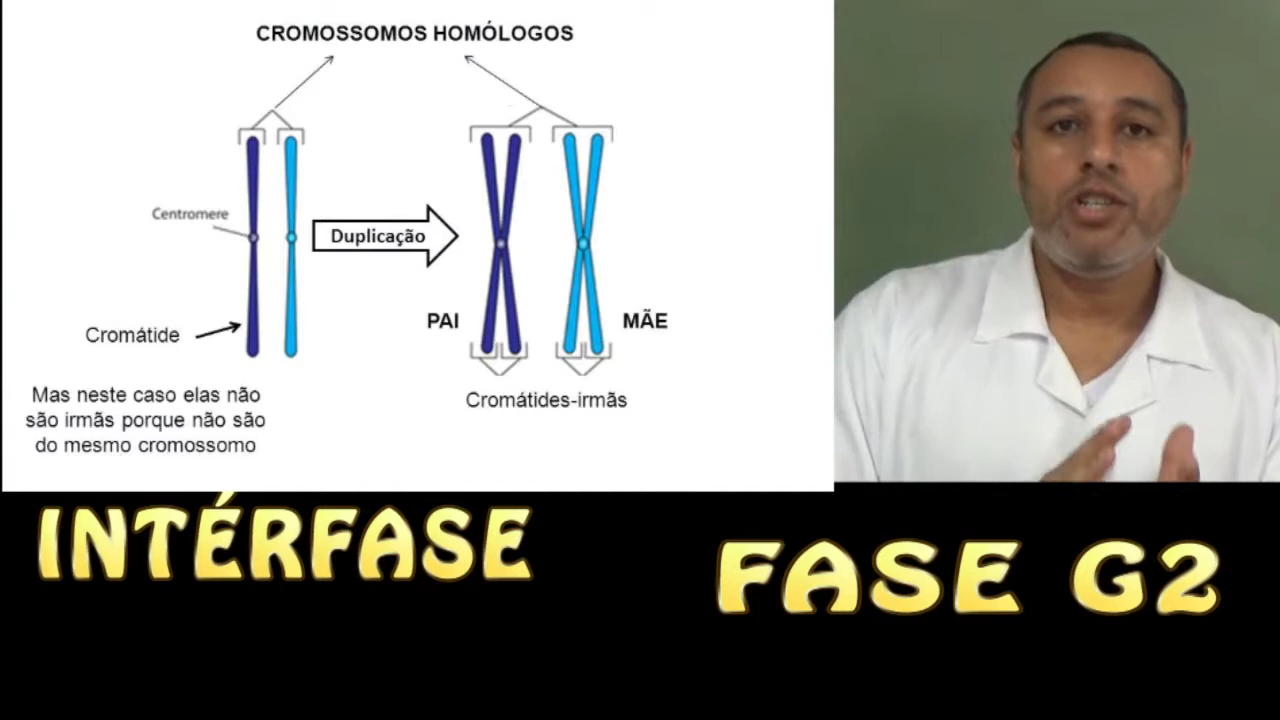 CROMOSSOMOS HOMÓLOGOS
Centromere
Duplicação
Cromátide
PAI
MÃE
Mas neste caso elas não
são irmãs porque não são
do mesmo cromossomo
Cromátides-irmãs
INTÉRFASE
FASE G2